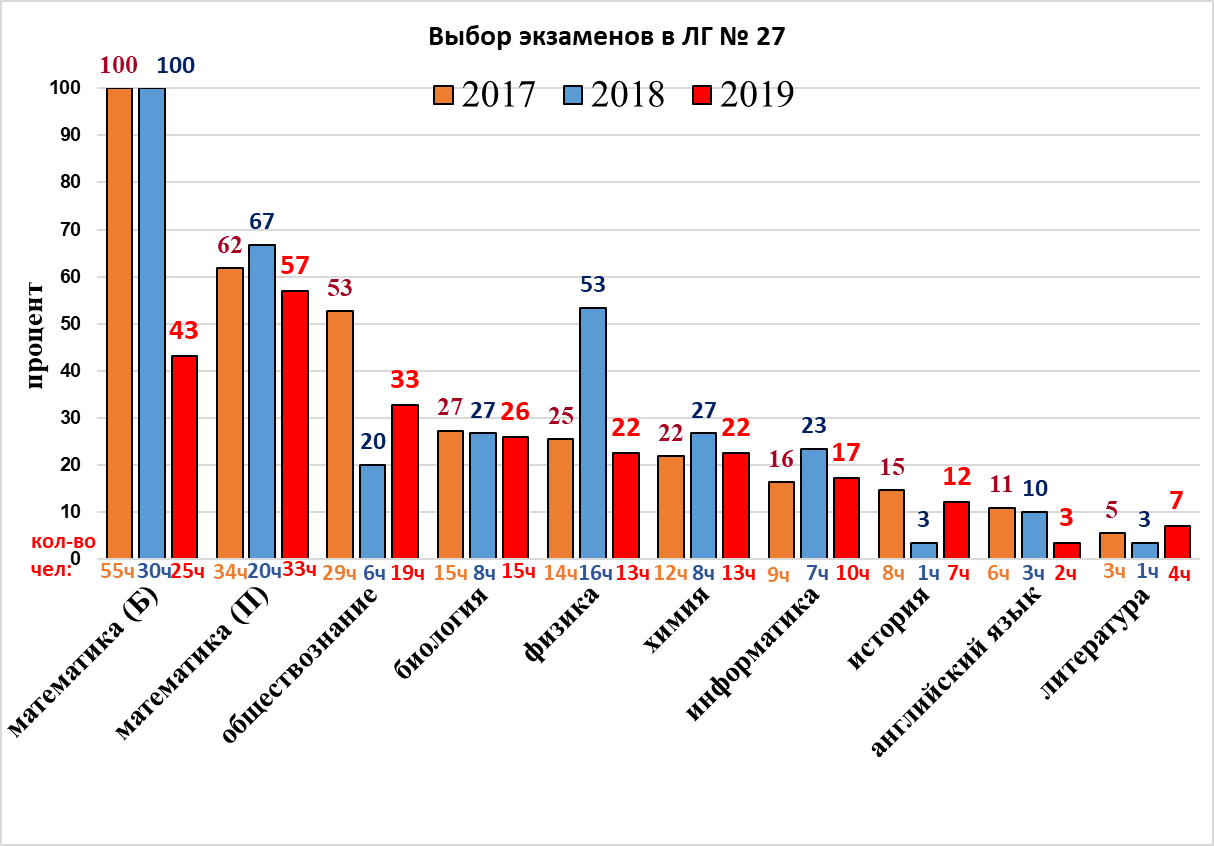 Выбор экзаменов в ЛГ № 27
2017 2018 2019
процент
100
90
80
70
60
50
40
30
20
10
0
100 100 43
62 67 57
53 20 33
27 27 26
25 53 22
22 27 22
16 23 17
15 3 12
11 10 3
5 3 7
кол-во
чел:
55ч 30ч 25ч 34ч 20ч 33ч 29ч 6ч 19ч 15ч 8ч 15ч 14ч 16ч 13ч 12ч 8ч 13ч 9ч 7ч 10ч 8ч 1ч 7ч 6ч 3ч 2ч 3ч 1ч 4ч
математика (Б)
математика (П)
обществознание
биология
физика
химия
информатика
история
английский язык
литература